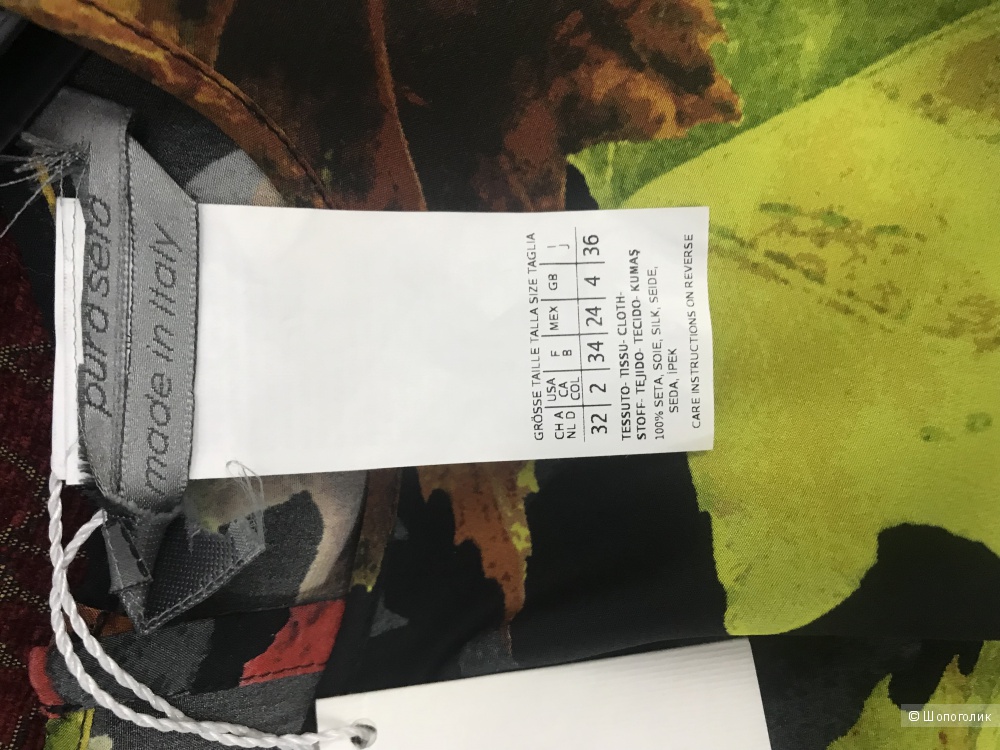 pura seta
made in Italy
GRÖSSE TAILLE TALLA SIZE TAGLIA
CH A NL D | USA CA COL | F B | MEX | GB | I J
32 | 2 | 34 | 24 | 4 | 36
TESSUTO- TISSU- CLOTH-
STOFF- TEJIDO- TECIDO- KUMAŞ
100% SETA, SOIE, SILK, SEIDE,
SEDA, İPEK
CARE INSTRUCTIONS ON REVERSE
© Шопоголик